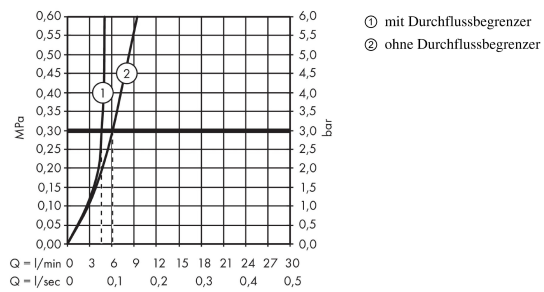 0,60 6,0
0,55 5,5
0,50 5,0
0,45 4,5
0,40 4,0
0,35 3,5
0,30 3,0
0,25 2,5
0,20 2,0
0,15 1,5
0,10 1,0
0,05 0,5
0,00 0,0
MPa
bar
1
2
Q = l/min 0 3 6 9 12 15 18 21 24 27 30
Q = l/sec 0 0,1 0,2 0,3 0,4 0,5
① mit Durchflussbegrenzer
② ohne Durchflussbegrenzer